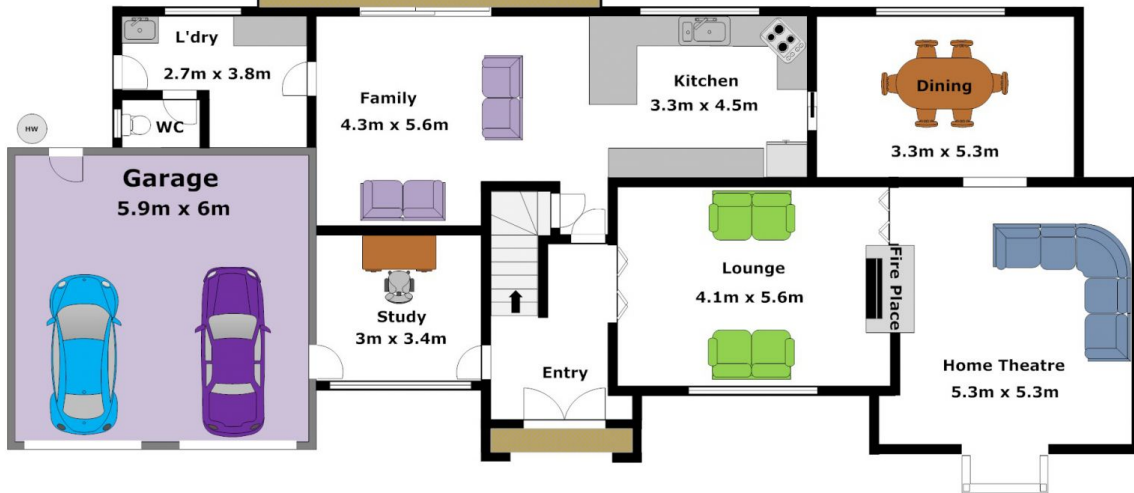 L'dry
2.7m x 3.8m
WC
HW
Garage
5.9m x 6m
Family
4.3m x 5.6m
Kitchen
3.3m x 4.5m
Dining
3.3m x 5.3m
Study
3m x 3.4m
Entry
Lounge
4.1m x 5.6m
Fire Place
Home Theatre
5.3m x 5.3m